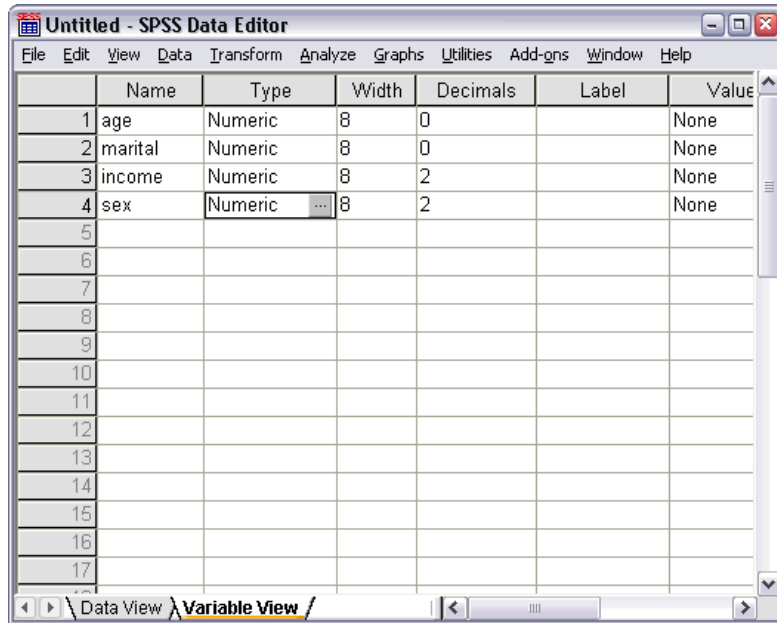 SPSS
Untitled - SPSS Data Editor
File Edit View Data Transform Analyze Graphs Utilities Add-ons Window Help
Name Type Width Decimals Label Value
1 age Numeric 8 0 None
2 marital Numeric 8 0 None
3 income Numeric 8 2 None
4 sex Numeric ... 8 2 None
5
6
7
8
9
10
11
12
13
14
15
16
17
Data View Variable View